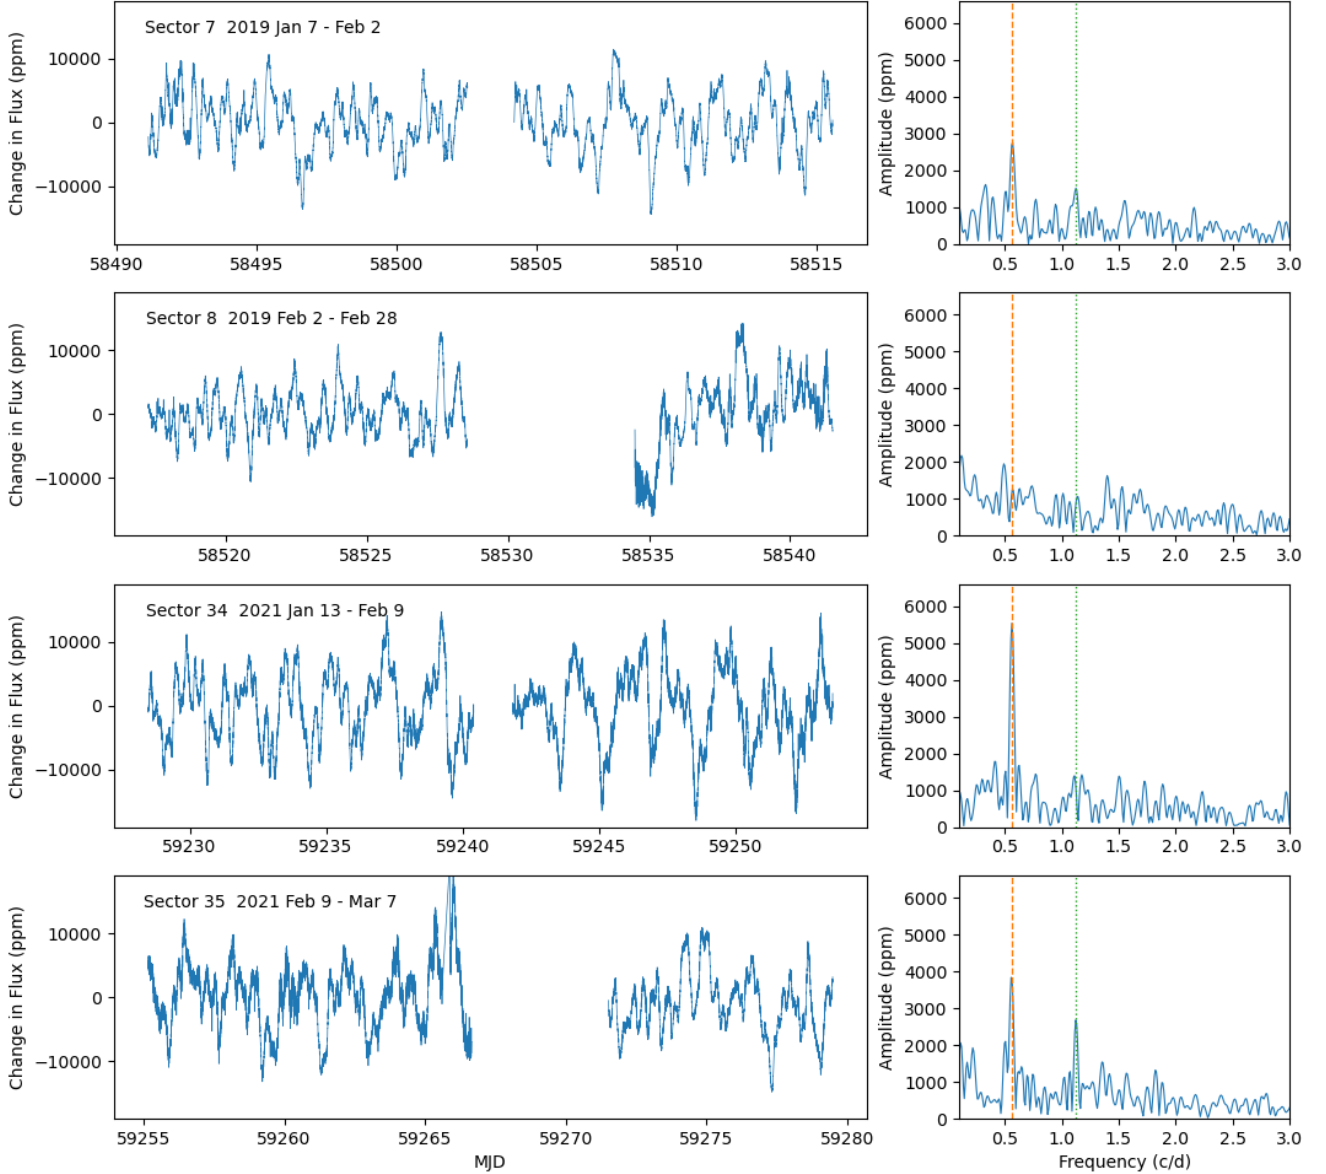 Sector 7  2019 Jan 7 - Feb 2
Change in Flux (ppm)
10000
0
−10000
58490 58495 58500 58505 58510 58515
Amplitude (ppm)
6000
5000
4000
3000
2000
1000
0
0.5 1.0 1.5 2.0 2.5 3.0
Sector 8  2019 Feb 2 - Feb 28
Change in Flux (ppm)
10000
0
−10000
58520 58525 58530 58535 58540
Amplitude (ppm)
6000
5000
4000
3000
2000
1000
0
0.5 1.0 1.5 2.0 2.5 3.0
Sector 34  2021 Jan 13 - Feb 9
Change in Flux (ppm)
10000
0
−10000
59230 59235 59240 59245 59250
Amplitude (ppm)
6000
5000
4000
3000
2000
1000
0
0.5 1.0 1.5 2.0 2.5 3.0
Sector 35  2021 Feb 9 - Mar 7
Change in Flux (ppm)
10000
0
−10000
59255 59260 59265 59270 59275 59280
MJD
Amplitude (ppm)
6000
5000
4000
3000
2000
1000
0
0.5 1.0 1.5 2.0 2.5 3.0
Frequency (c/d)